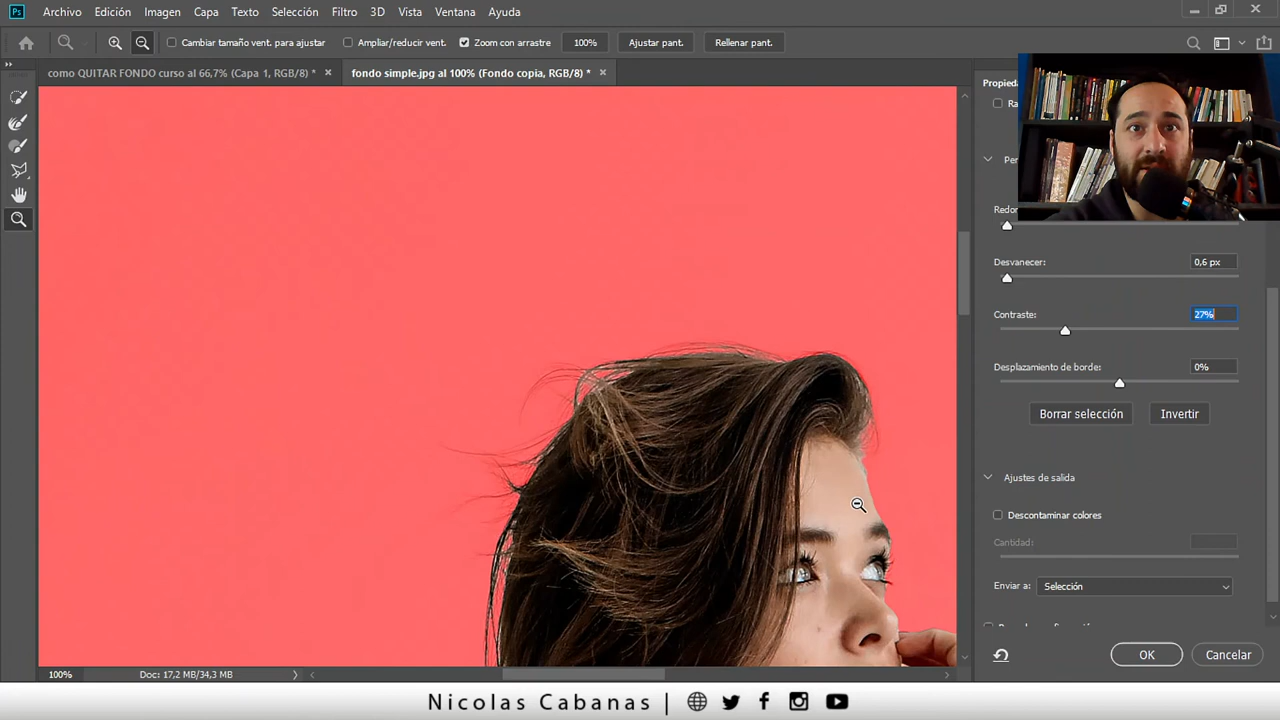 Ps Archivo Edición Imagen Capa Texto Selección Filtro 3D Vista Ventana Ayuda
Cambiar tamaño vent. para ajustar Ampliar/reducir vent. Zoom con arrastre 100% Ajustar pant. Rellenar pant.
como QUITAR FONDO curso al 66,7% (Capa 1, RGB/8) * × fondo simple.jpg al 100% (Fondo copia, RGB/8) * ×
Desvanecer: 0,6 px
Contraste: 27%
Desplazamiento de borde: 0%
Borrar selección Invertir
Ajustes de salida
Descontaminar colores
Cantidad:
Enviar a: Selección
OK Cancelar
100% Doc: 17,2 MB/34,3 MB
Nicolas Cabanas |